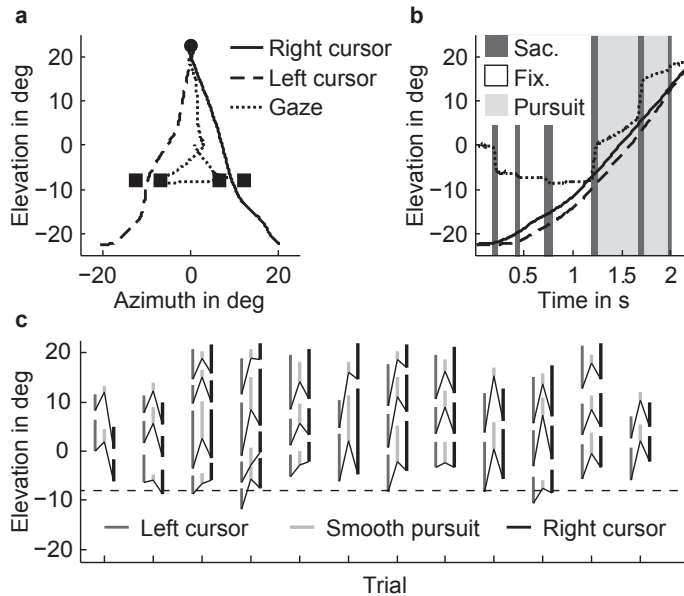 a
Right cursor
Left cursor
Gaze
Elevation in deg
20
10
0
−10
−20
−20 0 20
Azimuth in deg
b
Sac.
Fix.
Pursuit
Elevation in deg
20
10
0
−10
−20
0.5 1 1.5 2
Time in s
c
Elevation in deg
20
10
0
−10
−20
Left cursor Smooth pursuit Right cursor
Trial